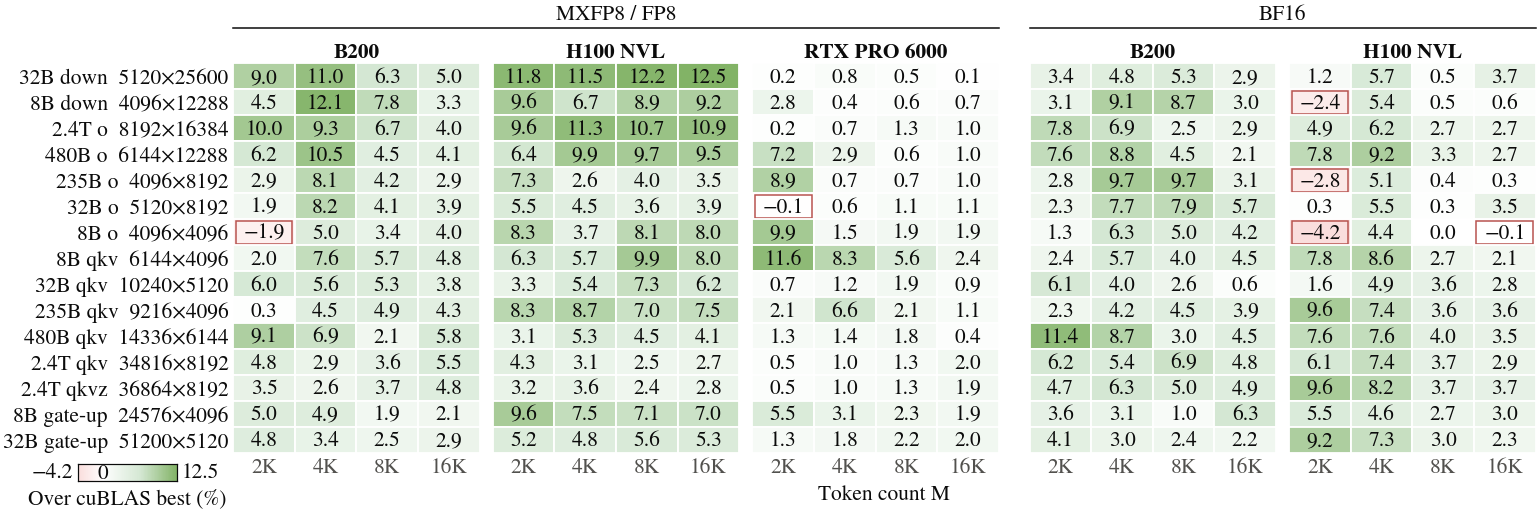 MXFP8 / FP8 BF16
B200 H100 NVL RTX PRO 6000 B200 H100 NVL
32B down 5120×25600 9.0 11.0 6.3 5.0 11.8 11.5 12.2 12.5 0.2 0.8 0.5 0.1 3.4 4.8 5.3 2.9 1.2 5.7 0.5 3.7
8B down 4096×12288 4.5 12.1 7.8 3.3 9.6 6.7 8.9 9.2 2.8 0.4 0.6 0.7 3.1 9.1 8.7 3.0 −2.4 5.4 0.5 0.6
2.4T o 8192×16384 10.0 9.3 6.7 4.0 9.6 11.3 10.7 10.9 0.2 0.7 1.3 1.0 7.8 6.9 2.5 2.9 4.9 6.2 2.7 2.7
480B o 6144×12288 6.2 10.5 4.5 4.1 6.4 9.9 9.7 9.5 7.2 2.9 0.6 1.0 7.6 8.8 4.5 2.1 7.8 9.2 3.3 2.7
235B o 4096×8192 2.9 8.1 4.2 2.9 7.3 2.6 4.0 3.5 8.9 0.7 0.7 1.0 2.8 9.7 9.7 3.1 −2.8 5.1 0.4 0.3
32B o 5120×8192 1.9 8.2 4.1 3.9 5.5 4.5 3.6 3.9 −0.1 0.6 1.1 1.1 2.3 7.7 7.9 5.7 0.3 5.5 0.3 3.5
8B o 4096×4096 −1.9 5.0 3.4 4.0 8.3 3.7 8.1 8.0 9.9 1.5 1.9 1.9 1.3 6.3 5.0 4.2 −4.2 4.4 0.0 −0.1
8B qkv 6144×4096 2.0 7.6 5.7 4.8 6.3 5.7 9.9 8.0 11.6 8.3 5.6 2.4 2.4 5.7 4.0 4.5 7.8 8.6 2.7 2.1
32B qkv 10240×5120 6.0 5.6 5.3 3.8 3.3 5.4 7.3 6.2 0.7 1.2 1.9 0.9 6.1 4.0 2.6 0.6 1.6 4.9 3.6 2.8
235B qkv 9216×4096 0.3 4.5 4.9 4.3 8.3 8.7 7.0 7.5 2.1 6.6 2.1 1.1 2.3 4.2 4.5 3.9 9.6 7.4 3.6 3.6
480B qkv 14336×6144 9.1 6.9 2.1 5.8 3.1 5.3 4.5 4.1 1.3 1.4 1.8 0.4 11.4 8.7 3.0 4.5 7.6 7.6 4.0 3.5
2.4T qkv 34816×8192 4.8 2.9 3.6 5.5 4.3 3.1 2.5 2.7 0.5 1.0 1.3 2.0 6.2 5.4 6.9 4.8 6.1 7.4 3.7 2.9
2.4T qkvz 36864×8192 3.5 2.6 3.7 4.8 3.2 3.6 2.4 2.8 0.5 1.0 1.3 1.9 4.7 6.3 5.0 4.9 9.6 8.2 3.7 3.7
8B gate-up 24576×4096 5.0 4.9 1.9 2.1 9.6 7.5 7.1 7.0 5.5 3.1 2.3 1.9 3.6 3.1 1.0 6.3 5.5 4.6 2.7 3.0
32B gate-up 51200×5120 4.8 3.4 2.5 2.9 5.2 4.8 5.6 5.3 1.3 1.8 2.2 2.0 4.1 3.0 2.4 2.2 9.2 7.3 3.0 2.3
−4.2 0 12.5 2K 4K 8K 16K 2K 4K 8K 16K 2K 4K 8K 16K 2K 4K 8K 16K 2K 4K 8K 16K
Over cuBLAS best (%) Token count M